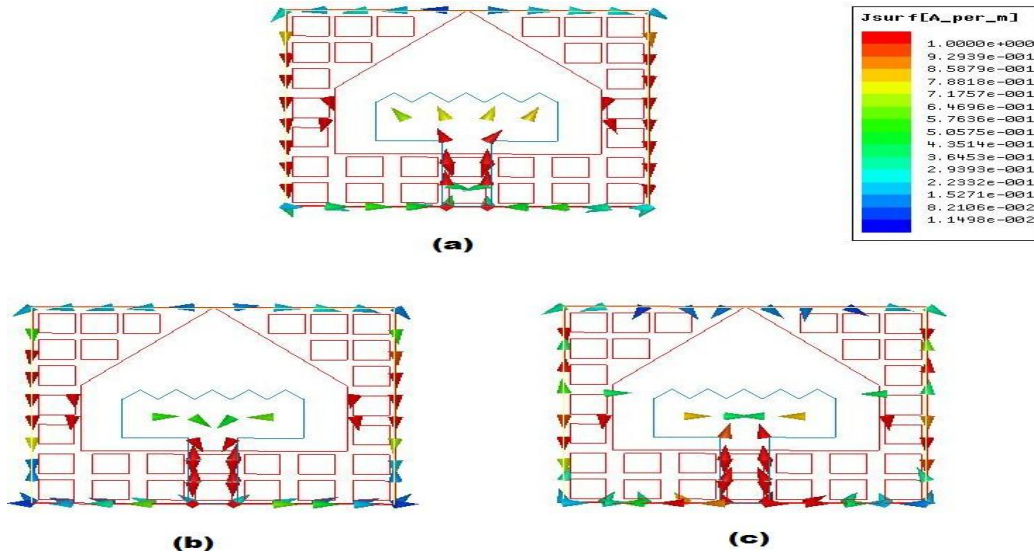 Jsurf[A_per_m]
1.0000e+000
9.2939e-001
8.5879e-001
7.8818e-001
7.1757e-001
6.4696e-001
5.7636e-001
5.0575e-001
4.3514e-001
3.6453e-001
2.9393e-001
2.2332e-001
1.5271e-001
8.2106e-002
1.1498e-002
(a)
(b)
(c)